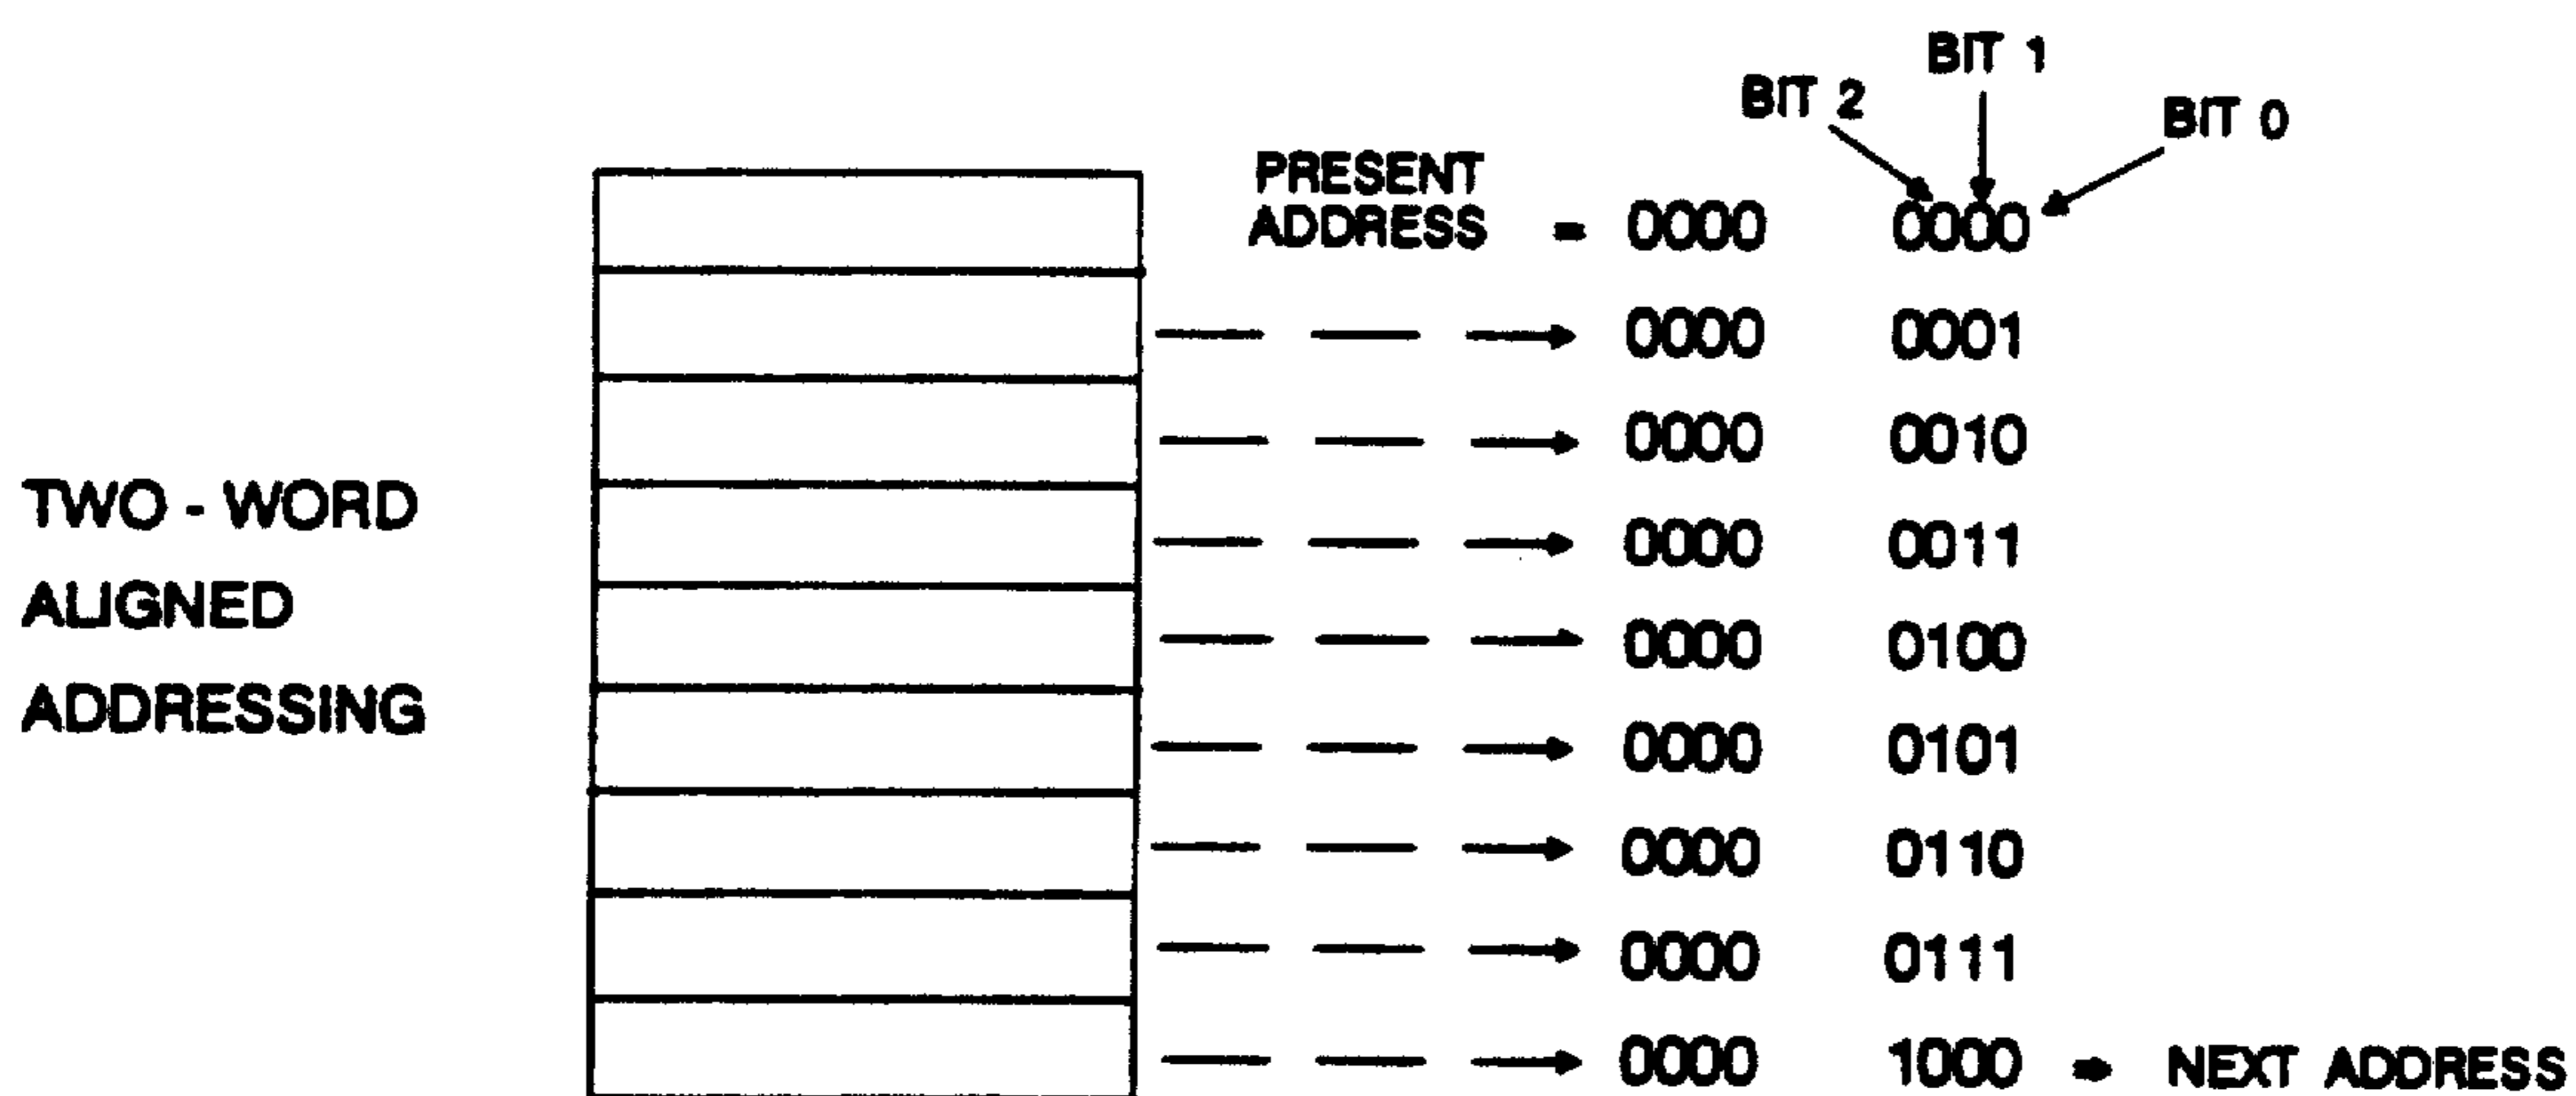 BIT 1
BIT 2
BIT 0
PRESENT
ADDRESS = 0000 0000
0000 0001
0000 0010
TWO - WORD
0000 0011
ALIGNED
0000 0100
ADDRESSING
0000 0101
0000 0110
0000 0111
0000 1000 = NEXT ADDRESS